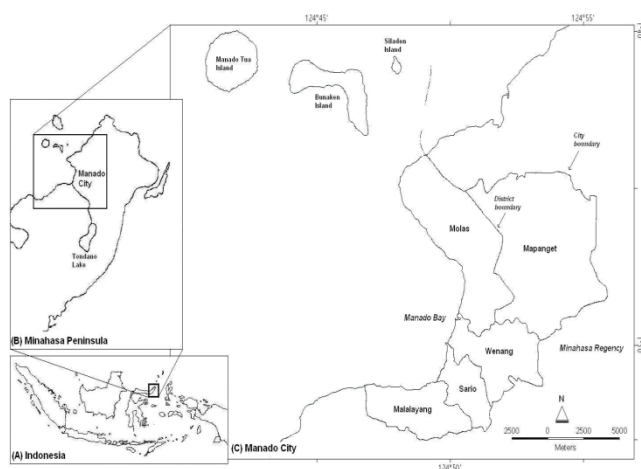 124°45'
124°55'
Manado Tua
Island
Bunaken
Island
Siladen
Island
City
boundary
District
boundary
Molas
Mapanget
Manado Bay
Wenang
Minahasa Regency
Sario
Malalayang
N
2500 0 2500 5000
Meters
124°50'
(C) Manado City
Manado
City
Tondano
Lake
(B) Minahasa Peninsula
(A) Indonesia